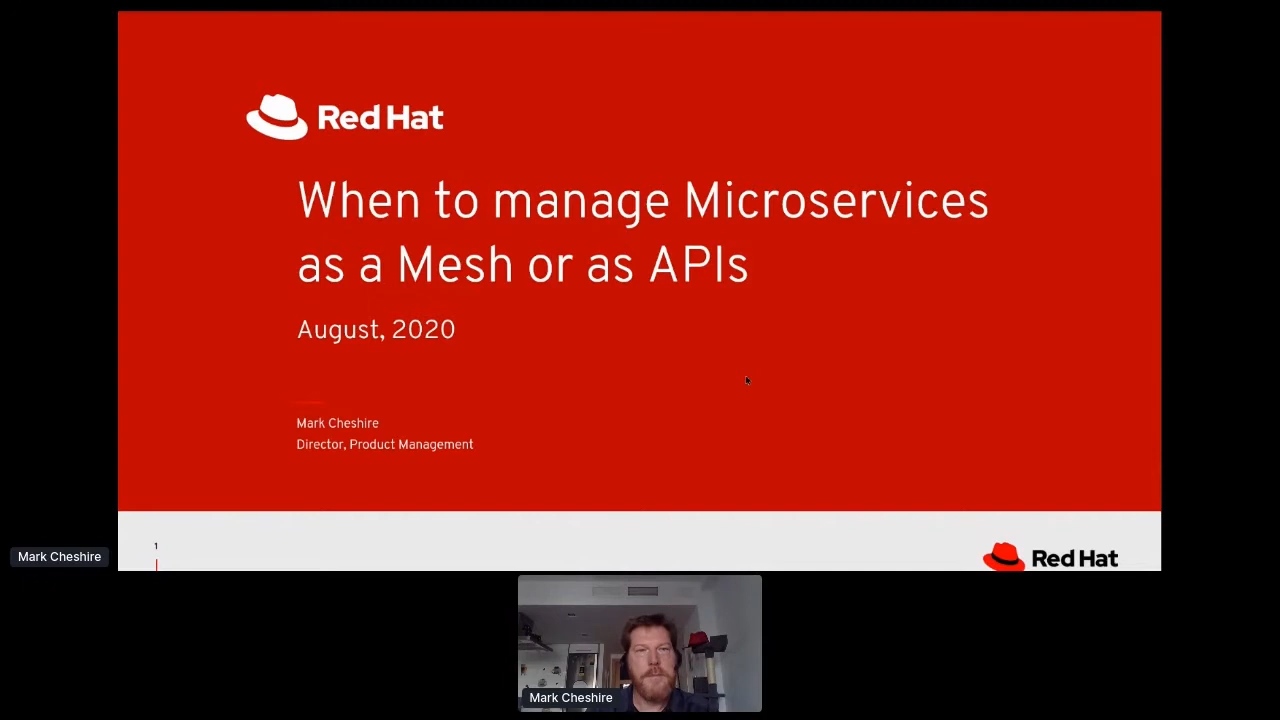 Red Hat
When to manage Microservices
as a Mesh or as APIs
August, 2020
Mark Cheshire
Director, Product Management
1
Mark Cheshire
Red Hat
Mark Cheshire